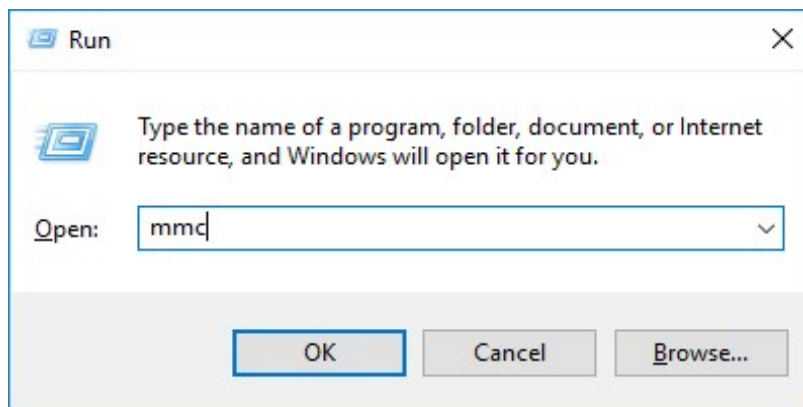 Run
Type the name of a program, folder, document, or Internet
resource, and Windows will open it for you.
Open: mmc
OK Cancel Browse...